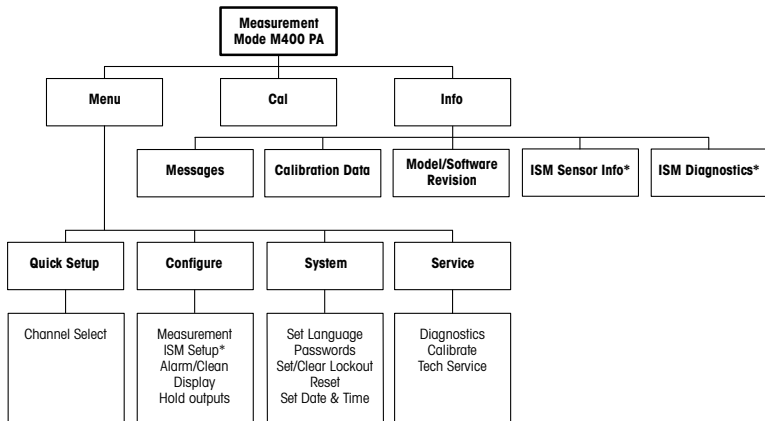 Measurement
Mode M400 PA
Menu
Cal
Info
Messages
Calibration Data
Model/Software
Revision
ISM Sensor Info*
ISM Diagnostics*
Quick Setup
Configure
System
Service
Channel Select
Measurement
ISM Setup*
Alarm/Clean
Display
Hold outputs
Set Language
Passwords
Set/Clear Lockout
Reset
Set Date & Time
Diagnostics
Calibrate
Tech Service